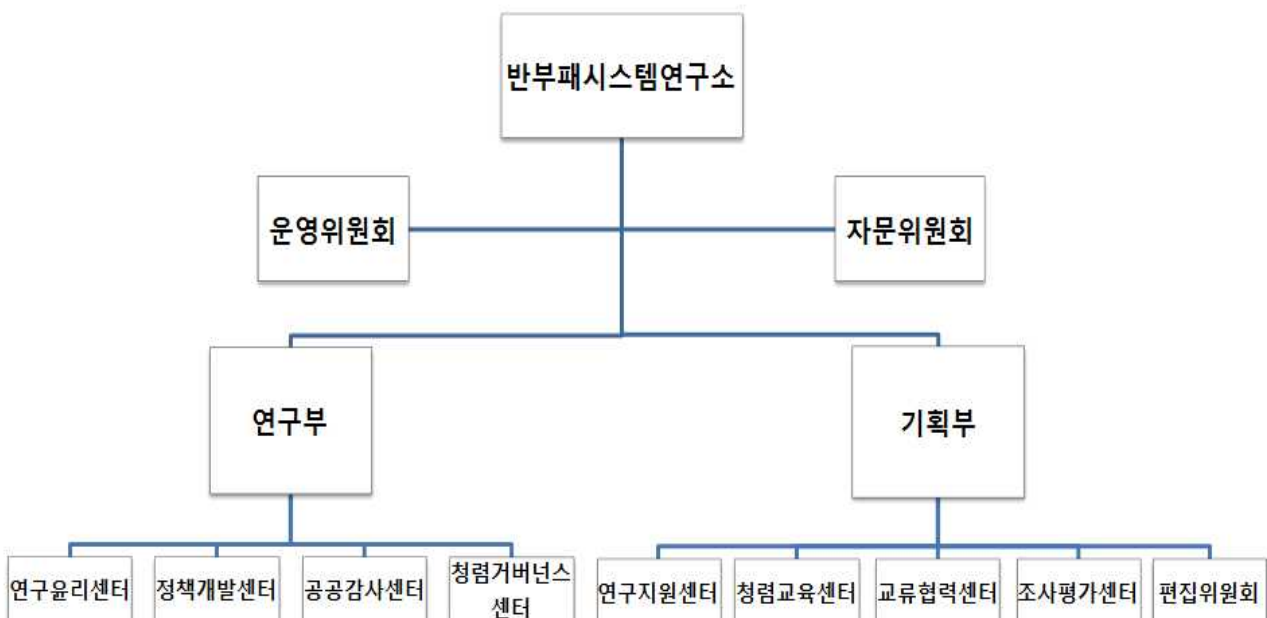 반부패시스템연구소
운영위원회
자문위원회
연구부
기획부
연구윤리센터
정책개발센터
공공감사센터
청렴거버넌스
센터
연구지원센터
청렴교육센터
교류협력센터
조사평가센터
편집위원회